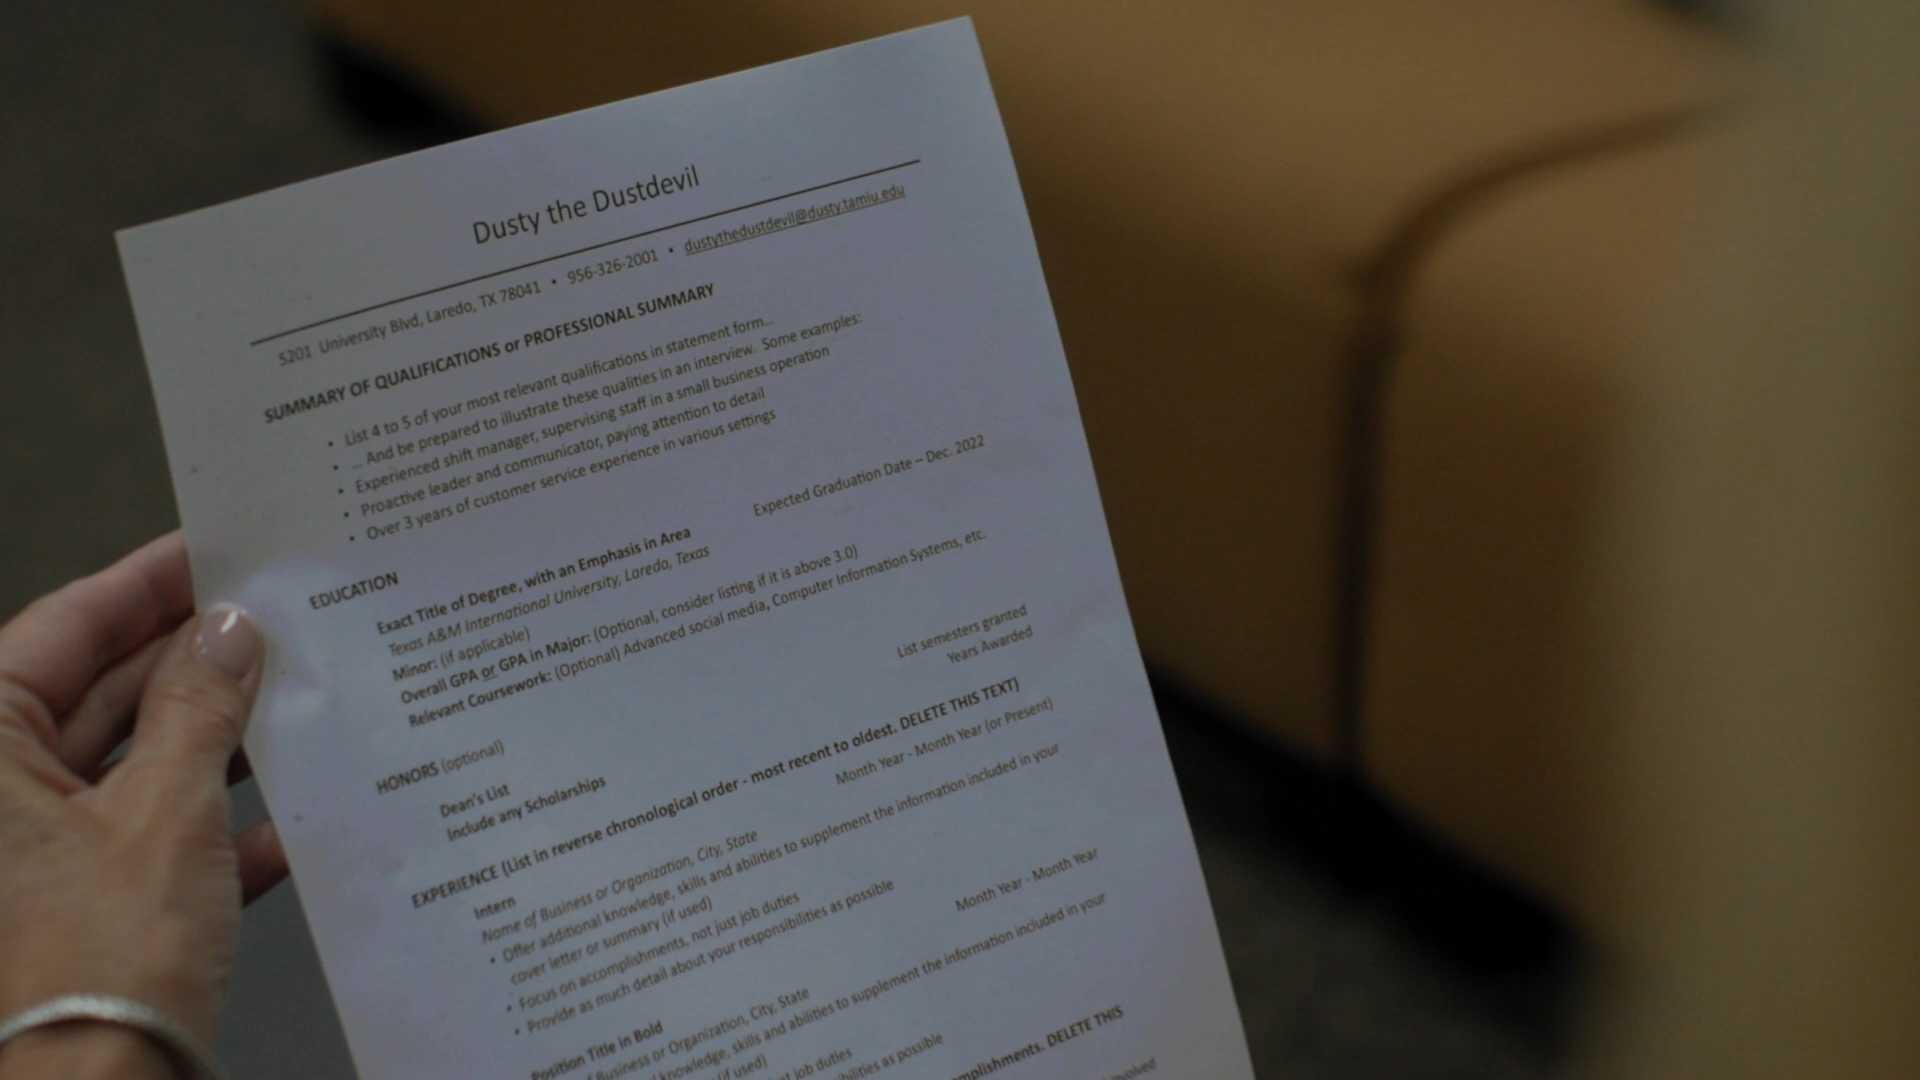 Dusty the Dustdevil
5201 University Blvd, Laredo, TX 78041 • 956-326-2001 • dustythedustdevil@dusty.tamiu.edu
SUMMARY OF QUALIFICATIONS or PROFESSIONAL SUMMARY
• List 4 to 5 of your most relevant qualifications in statement form...
• ... And be prepared to illustrate these qualities in an interview. Some examples:
• Experienced shift manager, supervising staff in a small business operation
• Proactive leader and communicator, paying attention to detail
• Over 3 years of customer service experience in various settings
EDUCATION
Expected Graduation Date – Dec. 2022
Exact Title of Degree, with an Emphasis in Area
Texas A&M International University, Laredo, Texas
Minor: (if applicable)
Overall GPA or GPA in Major: (Optional, consider listing if it is above 3.0)
Relevant Coursework: (Optional) Advanced social media, Computer Information Systems, etc.
HONORS (optional)
Dean's List List semesters granted
Include any Scholarships Years Awarded
EXPERIENCE (List in reverse chronological order - most recent to oldest. DELETE THIS TEXT)
Intern Month Year - Month Year (or Present)
Name of Business or Organization, City, State
• Offer additional knowledge, skills and abilities to supplement the information included in your
cover letter or summary (if used)
• Focus on accomplishments, not just job duties
• Provide as much detail about your responsibilities as possible
Position Title in Bold Month Year - Month Year
of Business or Organization, City, State
knowledge, skills and abilities to supplement the information included in your
(if used)
job duties
as possible
DELETE THIS
involved